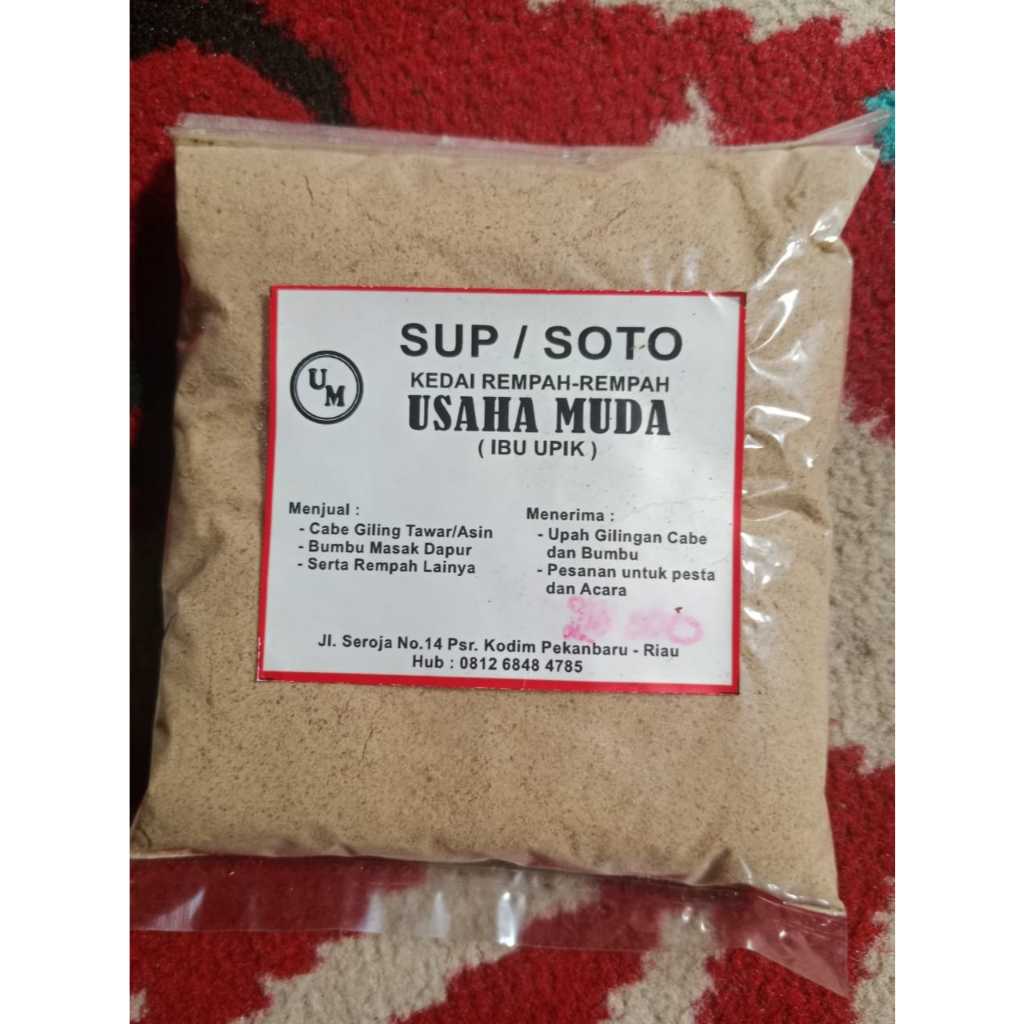 SUP / SOTO
UM
KEDAI REMPAH-REMPAH
USAHA MUDA
( IBU UPIK )
Menjual :
- Cabe Giling Tawar/Asin
- Bumbu Masak Dapur
- Serta Rempah Lainya
Menerima :
- Upah Gilingan Cabe
dan Bumbu
- Pesanan untuk pesta
dan Acara
Jl. Seroja No.14 Psr. Kodim Pekanbaru - Riau
Hub : 0812 6848 4785